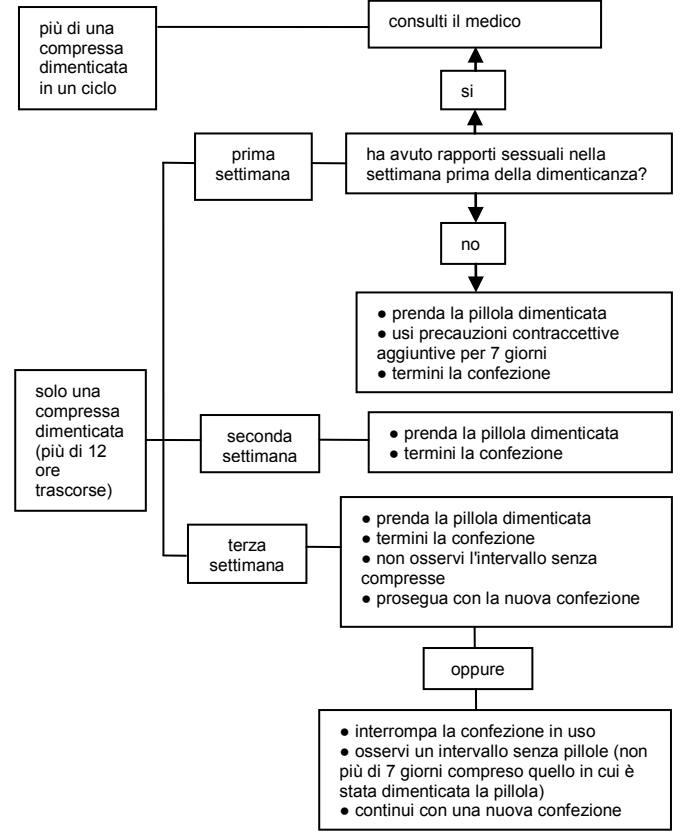 più di una
compressa
dimenticata
in un ciclo
consulti il medico
si
prima
settimana
ha avuto rapporti sessuali nella
settimana prima della dimenticanza?
no
● prenda la pillola dimenticata
● usi precauzioni contraccettive
aggiuntive per 7 giorni
● termini la confezione
solo una
compressa
dimenticata
(più di 12
ore
trascorse)
seconda
settimana
● prenda la pillola dimenticata
● termini la confezione
terza
settimana
● prenda la pillola dimenticata
● termini la confezione
● non osservi l'intervallo senza
compresse
● prosegua con la nuova confezione
oppure
● interrompa la confezione in uso
● osservi un intervallo senza pillole (non
più di 7 giorni compreso quello in cui è
stata dimenticata la pillola)
● continui con una nuova confezione